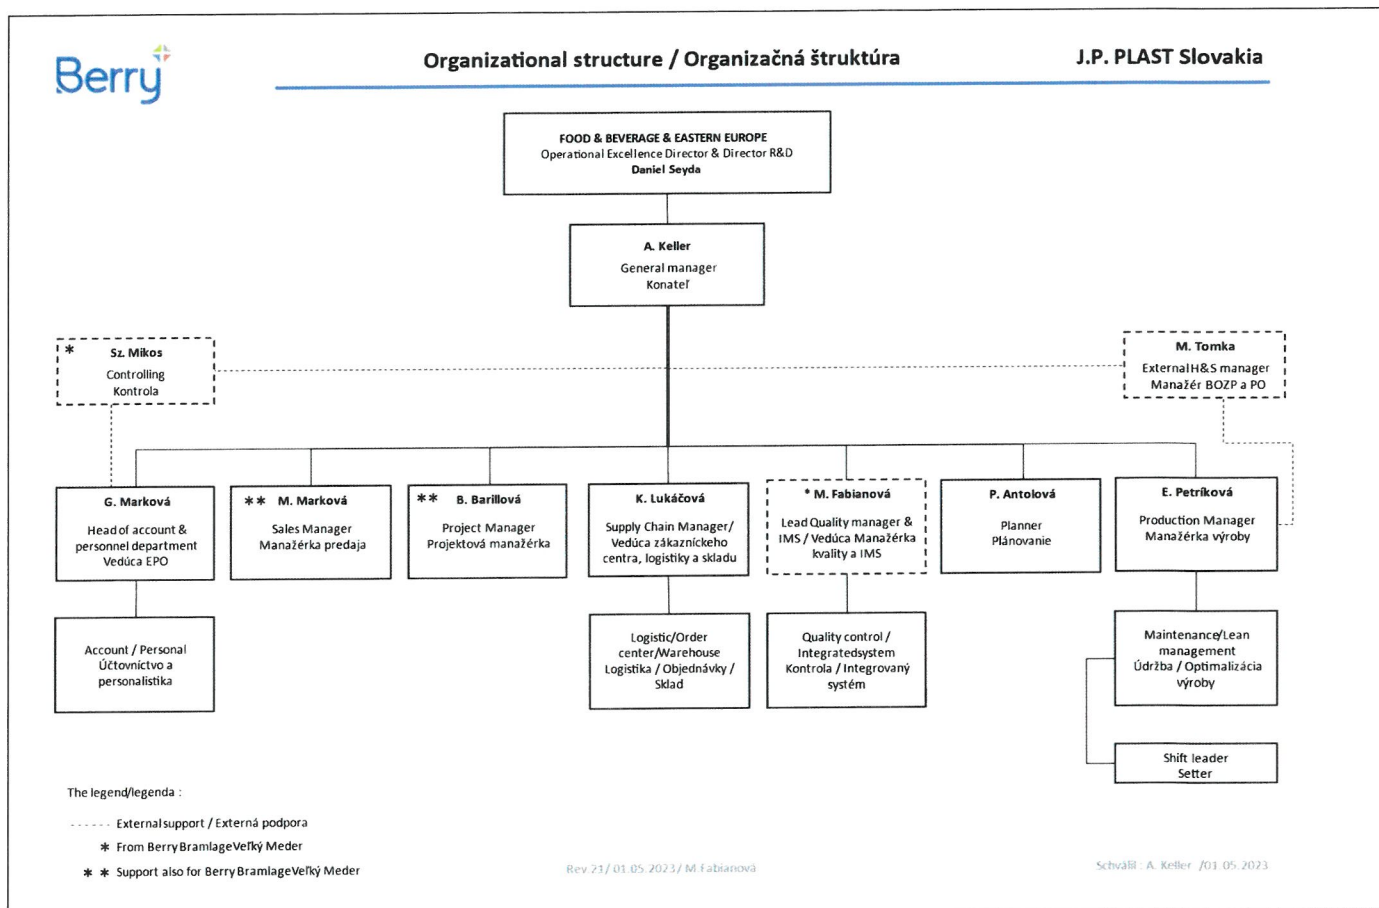 Berry
Organizational structure / Organizačná štruktúra
J.P. PLAST Slovakia
FOOD & BEVERAGE & EASTERN EUROPE
Operational Excellence Director & Director R&D
Daniel Seyda
A. Keller
General manager
Konateľ
* Sz. Mikos
Controlling
Kontrola
M. Tomka
External H&S manager
Manažér BOZP a PO
G. Marková
Head of account &
personnel department
Vedúca EPO
** M. Marková
Sales Manager
Manažérka predaja
** B. Barillová
Project Manager
Projektová manažérka
K. Lukáčová
Supply Chain Manager/
Vedúca zákazníckeho
centra, logistiky a skladu
* M. Fabianová
Lead Quality manager &
IMS / Vedúca Manažérka
kvality a IMS
P. Antolová
Planner
Plánovanie
E. Petríková
Production Manager
Manažérka výroby
Account / Personal
Účtovníctvo a
personalistika
Logistic/Order
center/Warehouse
Logistika / Objednávky /
Sklad
Quality control /
Integratedsystem
Kontrola / Integrovaný
systém
Maintenance/Lean
management
Údržba / Optimalizácia
výroby
Shift leader
Setter
The legend/legenda :
------ External support / Externá podpora
* From Berry Bramlage Veľký Meder
* * Support also for Berry Bramlage Veľký Meder
Rev.21/ 01.05.2023/ M.Fabianová
Schválil : A. Keller /01.05.2023